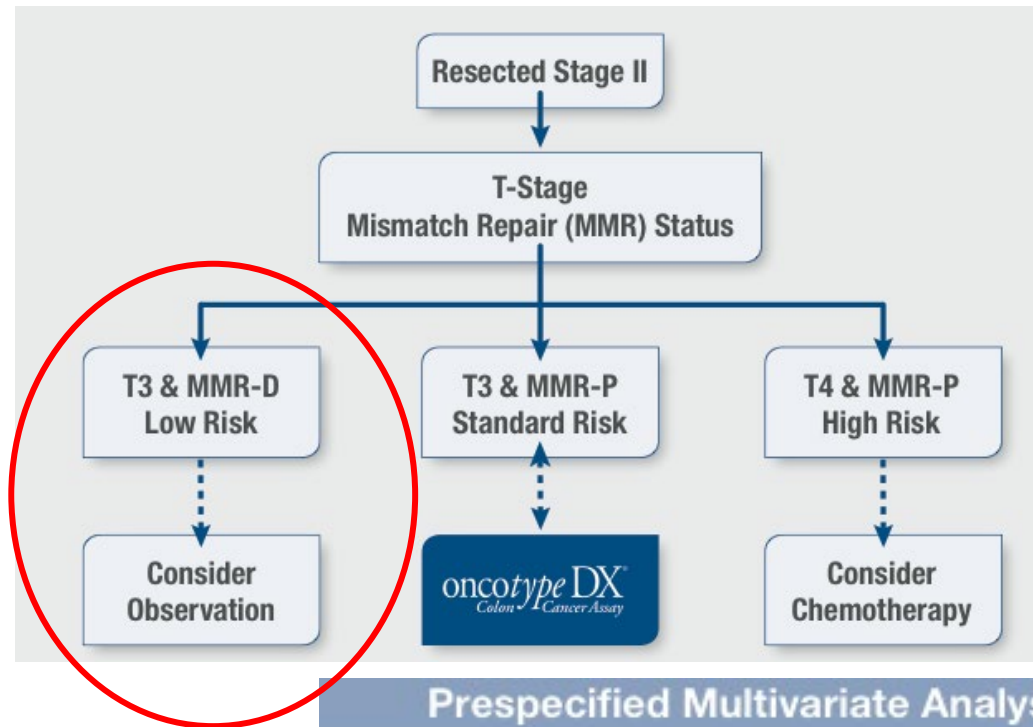 Resected Stage II
T-Stage
Mismatch Repair (MMR) Status
T3 & MMR-D
Low Risk
T3 & MMR-P
Standard Risk
T4 & MMR-P
High Risk
Consider
Observation
oncotype DX®
Colon Cancer Assay
Consider
Chemotherapy
Prespecified Multivariate Analys